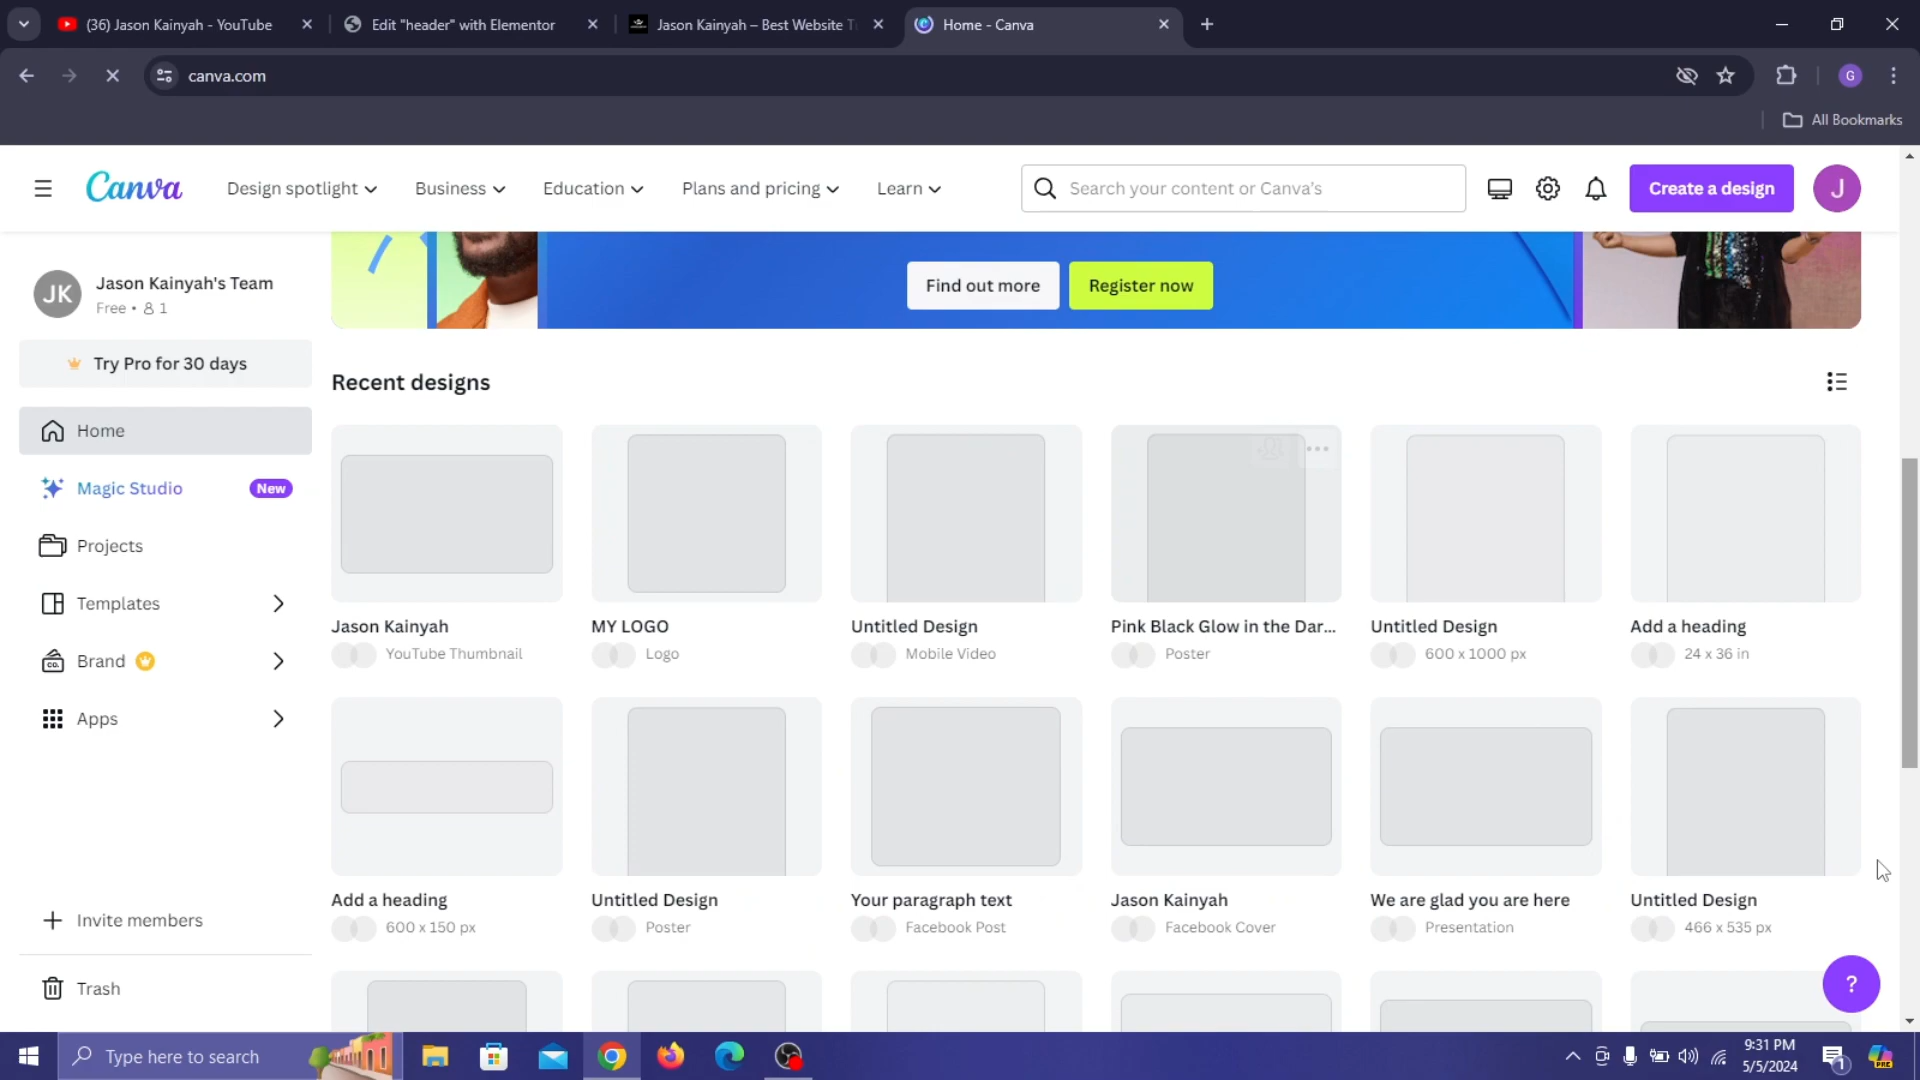 (36) Jason Kainyah - YouTube
Edit "header" with Elementor
Jason Kainyah – Best Website
Home - Canva
canva.com
G
All Bookmarks
Canva
Design spotlight
Business
Education
Plans and pricing
Learn
Search your content or Canva's
Create a design
J
JK
Jason Kainyah's Team
Free • 1
Find out more
Register now
Try Pro for 30 days
Recent designs
Home
Magic Studio
New
Projects
Templates
Brand
CO.
Apps
Invite members
Trash
Jason Kainyah
YouTube Thumbnail
MY LOGO
Logo
Untitled Design
Mobile Video
Pink Black Glow in the Dar...
Poster
Untitled Design
600 x 1000 px
Add a heading
24 x 36 in
Add a heading
600 x 150 px
Untitled Design
Poster
Your paragraph text
Facebook Post
Jason Kainyah
Facebook Cover
We are glad you are here
Presentation
Untitled Design
466 x 535 px
?
Type here to search
9:31 PM
5/5/2024
1
PRE